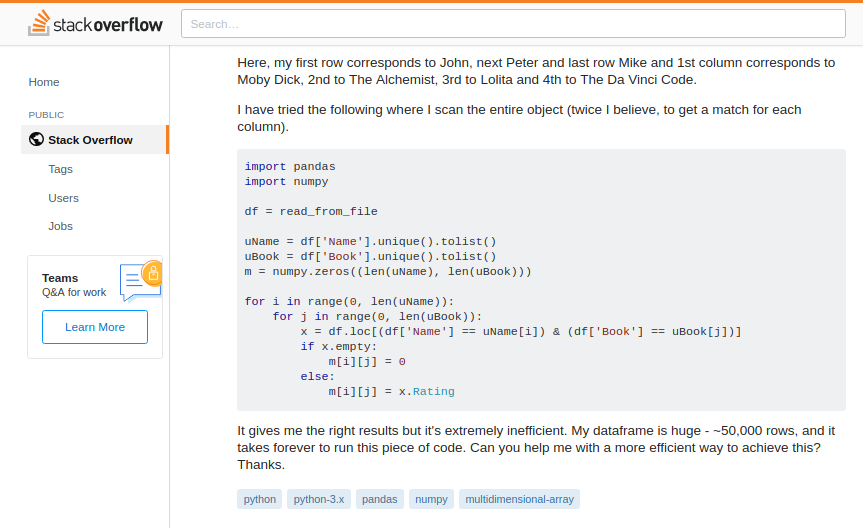 stackoverflow
Search...
Home
PUBLIC
Stack Overflow
Tags
Users
Jobs
Teams
Q&A for work
Learn More
Here, my first row corresponds to John, next Peter and last row Mike and 1st column corresponds to
Moby Dick, 2nd to The Alchemist, 3rd to Lolita and 4th to The Da Vinci Code.
I have tried the following where I scan the entire object (twice I believe, to get a match for each
column).
import pandas
import numpy
df = read_from_file
uName = df['Name'].unique().tolist()
uBook = df['Book'].unique().tolist()
m = numpy.zeros((len(uName), len(uBook)))
for i in range(0, len(uName)):
    for j in range(0, len(uBook)):
        x = df.loc[(df['Name'] == uName[i]) & (df['Book'] == uBook[j])]
        if x.empty:
            m[i][j] = 0
        else:
            m[i][j] = x.Rating
It gives me the right results but it's extremely inefficient. My dataframe is huge - ~50,000 rows, and it
takes forever to run this piece of code. Can you help me with a more efficient way to achieve this?
Thanks.
python python-3.x pandas numpy multidimensional-array